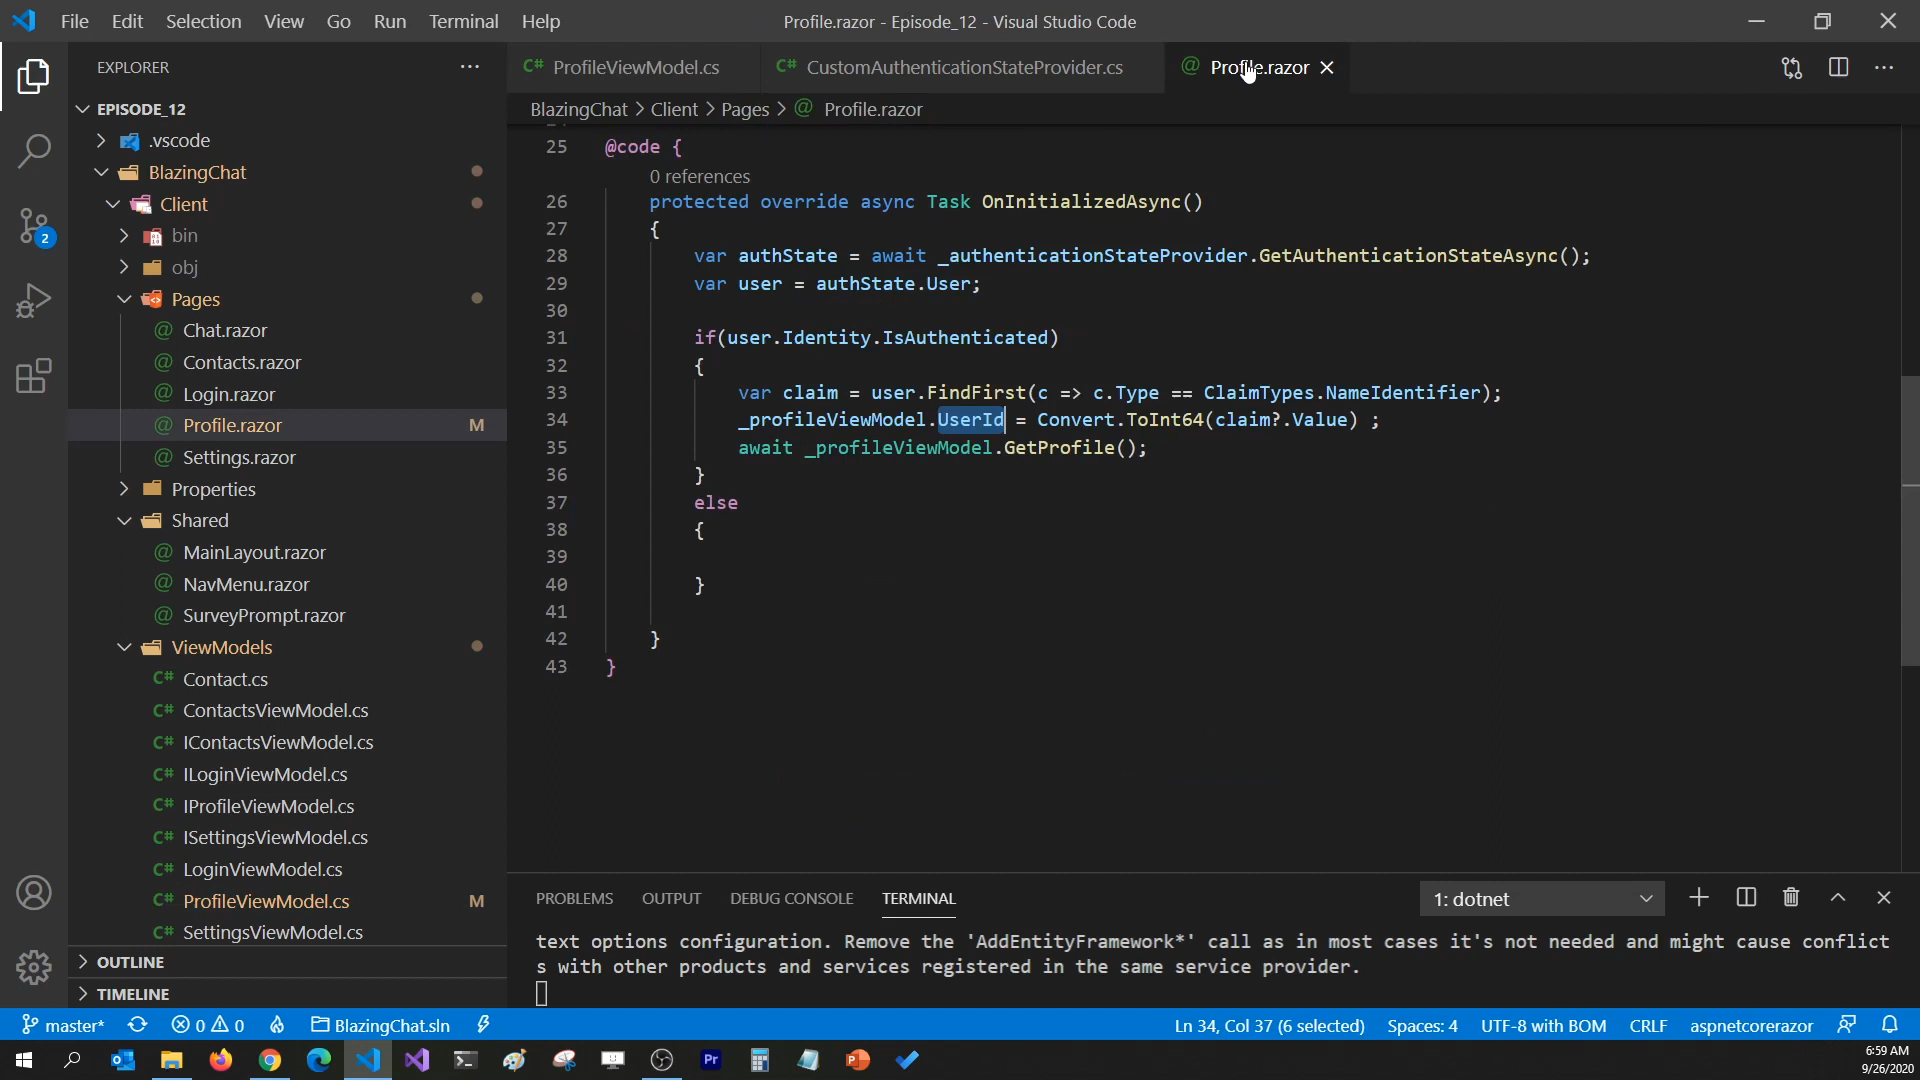 File Edit Selection View Go Run Terminal Help
Profile.razor - Episode_12 - Visual Studio Code
EXPLORER
ProfileViewModel.cs
CustomAuthenticationStateProvider.cs
Profile.razor
BlazingChat > Client > Pages > Profile.razor
EPISODE_12
.vscode
BlazingChat
Client
bin
obj
Pages
Chat.razor
Contacts.razor
Login.razor
Profile.razor M
Settings.razor
Properties
Shared
MainLayout.razor
NavMenu.razor
SurveyPrompt.razor
ViewModels
C# Contact.cs
C# ContactsViewModel.cs
C# IContactsViewModel.cs
C# ILoginViewModel.cs
C# IProfileViewModel.cs
C# ISettingsViewModel.cs
C# LoginViewModel.cs
C# ProfileViewModel.cs M
C# SettingsViewModel.cs
OUTLINE
TIMELINE
2
25 @code {
0 references
26 protected override async Task OnInitializedAsync()
27 {
28 var authState = await _authenticationStateProvider.GetAuthenticationStateAsync();
29 var user = authState.User;
30
31 if(user.Identity.IsAuthenticated)
32 {
33 var claim = user.FindFirst(c => c.Type == ClaimTypes.NameIdentifier);
34 _profileViewModel.UserId = Convert.ToInt64(claim?.Value) ;
35 await _profileViewModel.GetProfile();
36 }
37 else
38 {
39
40 }
41
42 }
43 }
PROBLEMS OUTPUT DEBUG CONSOLE TERMINAL
1: dotnet
text options configuration. Remove the 'AddEntityFramework*' call as in most cases it's not needed and might cause conflict
s with other products and services registered in the same service provider.
master* 0 0 BlazingChat.sln
Ln 34, Col 37 (6 selected) Spaces: 4 UTF-8 with BOM CRLF aspnetcorerazor
6:59 AM
9/26/2020